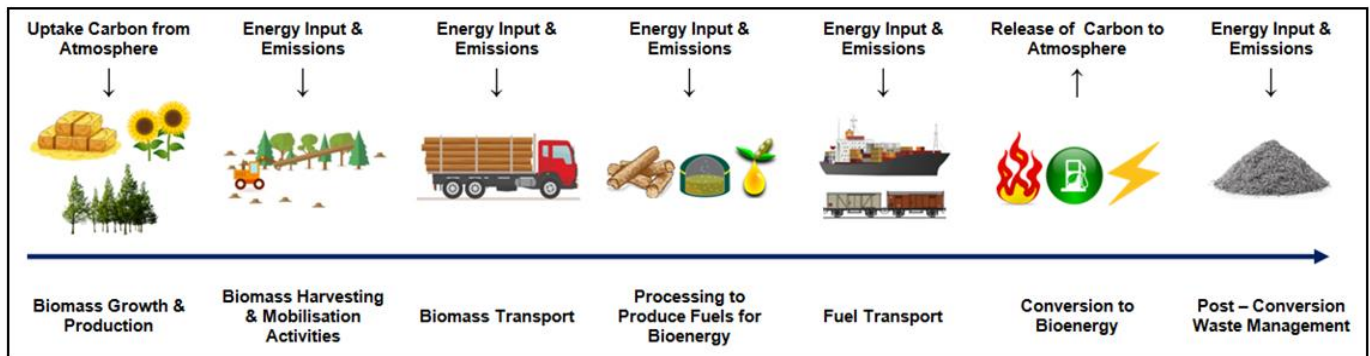 Uptake Carbon from
Atmosphere
Energy Input &
Emissions
Energy Input &
Emissions
Energy Input &
Emissions
Energy Input &
Emissions
Release of Carbon to
Atmosphere
Energy Input &
Emissions
Biomass Growth &
Production
Biomass Harvesting
& Mobilisation
Activities
Biomass Transport
Processing to
Produce Fuels for
Bioenergy
Fuel Transport
Conversion to
Bioenergy
Post – Conversion
Waste Management